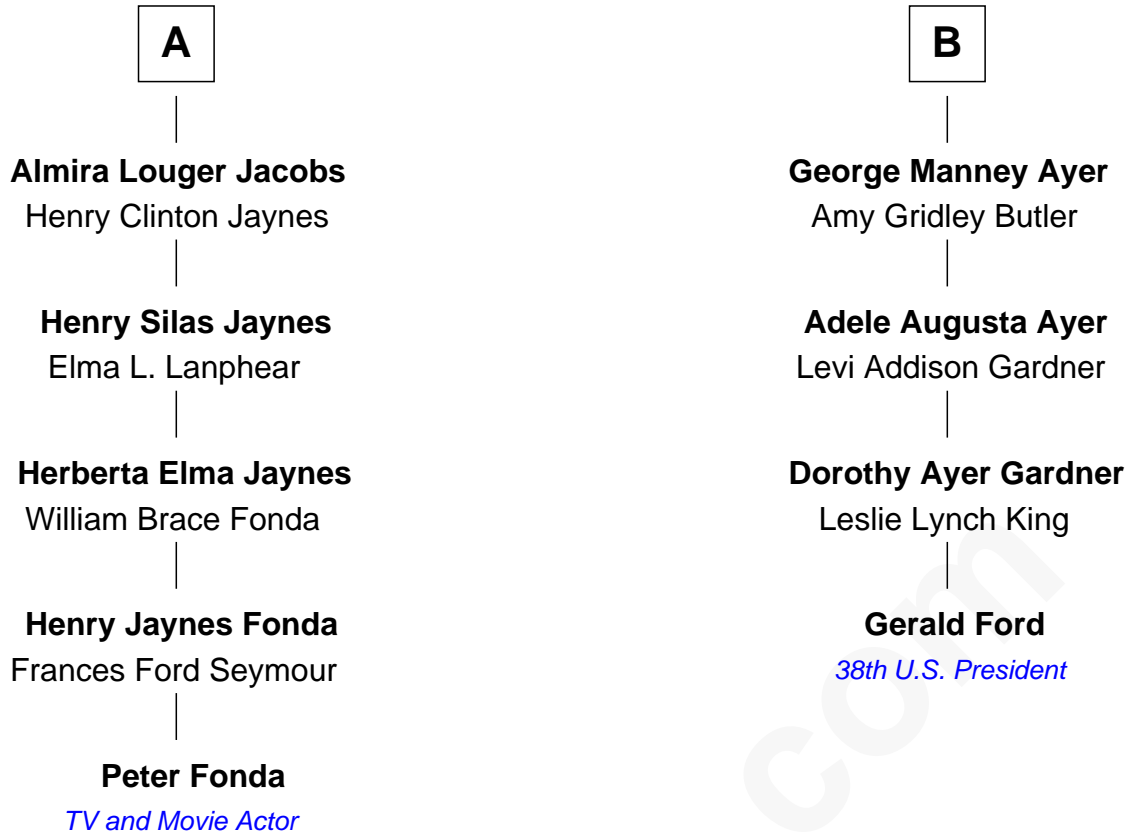 A
Almira Louger Jacobs
Henry Clinton Jaynes
Henry Silas Jaynes
Elma L. Lanphear
Herberta Elma Jaynes
William Brace Fonda
Henry Jaynes Fonda
Frances Ford Seymour
Peter Fonda
TV and Movie Actor
B
George Manney Ayer
Amy Gridley Butler
Adele Augusta Ayer
Levi Addison Gardner
Dorothy Ayer Gardner
Leslie Lynch King
Gerald Ford
38th U.S. President
com